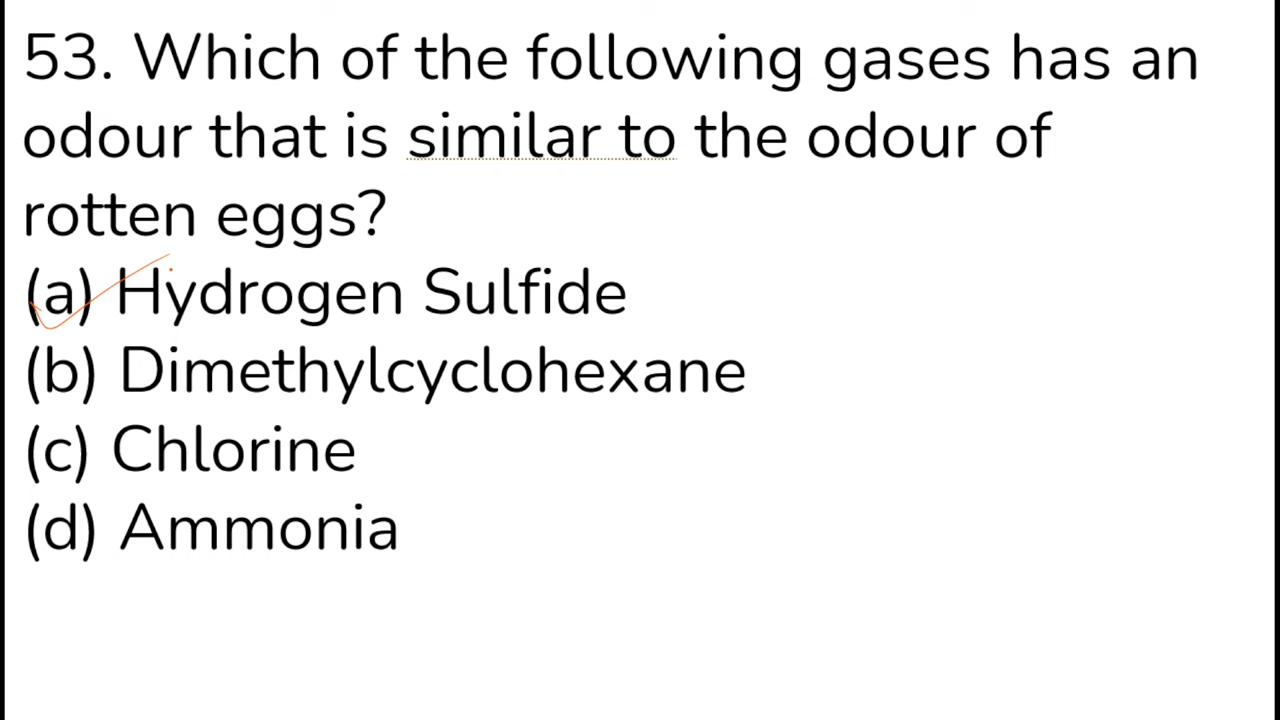 53. Which of the following gases has an
odour that is similar to the odour of
rotten eggs?
(a) Hydrogen Sulfide
(b) Dimethylcyclohexane
(c) Chlorine
(d) Ammonia